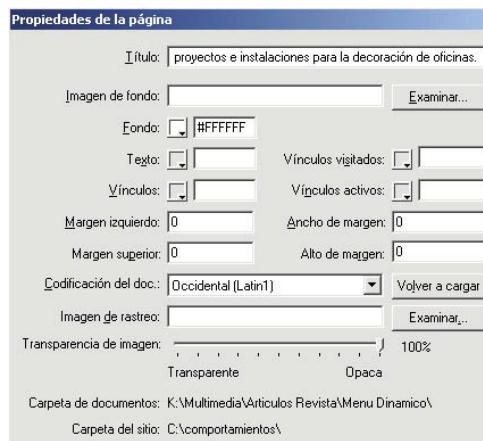 Propiedades de la página
Título: proyectos e instalaciones para la decoración de oficinas.
Imagen de fondo: Examinar...
Fondo: #FFFFFF
Texto: Vínculos visitados:
Vínculos: Vínculos activos:
Margen izquierdo: 0 Ancho de margen: 0
Margen superior: 0 Alto de margen: 0
Codificación del doc.: Occidental (Latin1) Volver a cargar
Imagen de rastreo: Examinar...
Transparencia de imagen: 100%
Transparente Opaca
Carpeta de documentos: K:\Multimedia\Articulos Revista\Menu Dinamico\
Carpeta del sitio: C:\comportamientos\